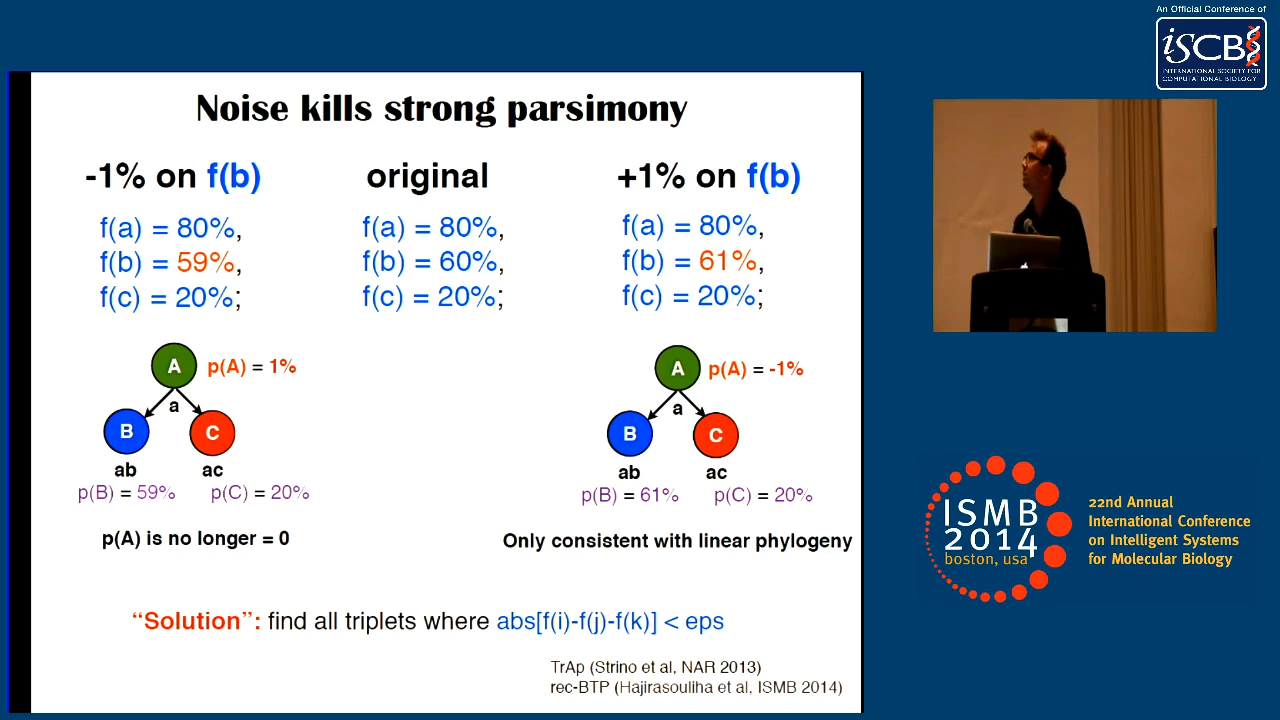 An Official Conference of
iSCB
INTERNATIONAL SOCIETY FOR
COMPUTATIONAL BIOLOGY
Noise kills strong parsimony
-1% on f(b)
f(a) = 80%,
f(b) = 59%,
f(c) = 20%;
original
f(a) = 80%,
f(b) = 60%,
f(c) = 20%;
+1% on f(b)
f(a) = 80%,
f(b) = 61%,
f(c) = 20%;
A p(A) = 1%
a
B C
ab ac
p(B) = 59% p(C) = 20%
p(A) is no longer = 0
A p(A) = -1%
a
B C
ab ac
p(B) = 61% p(C) = 20%
Only consistent with linear phylogeny
“Solution”: find all triplets where abs[f(i)-f(j)-f(k)] < eps
TrAp (Strino et al, NAR 2013)
rec-BTP (Hajirasouliha et al, ISMB 2014)
ISMB
2014
boston, usa
22nd Annual
International Conference
on Intelligent Systems
for Molecular Biology